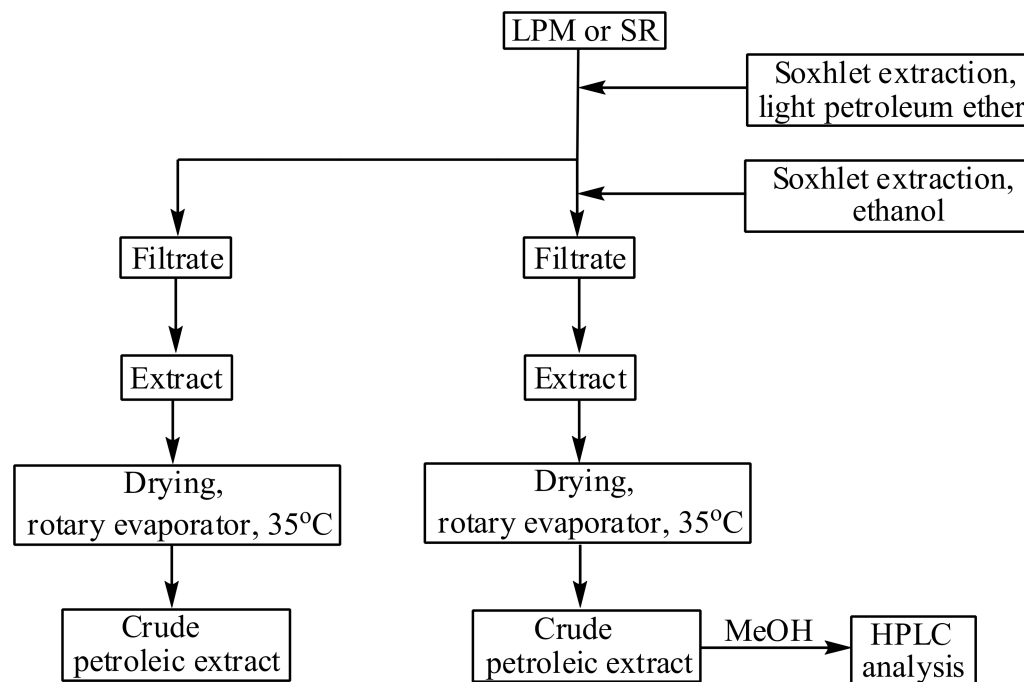 LPM or SR
Soxhlet extraction,
light petroleum ether
Soxhlet extraction,
ethanol
Filtrate
Filtrate
Extract
Extract
Drying,
rotary evaporator, 35°C
Drying,
rotary evaporator, 35°C
Crude
petroleic extract
Crude
petroleic extract
MeOH
HPLC
analysis